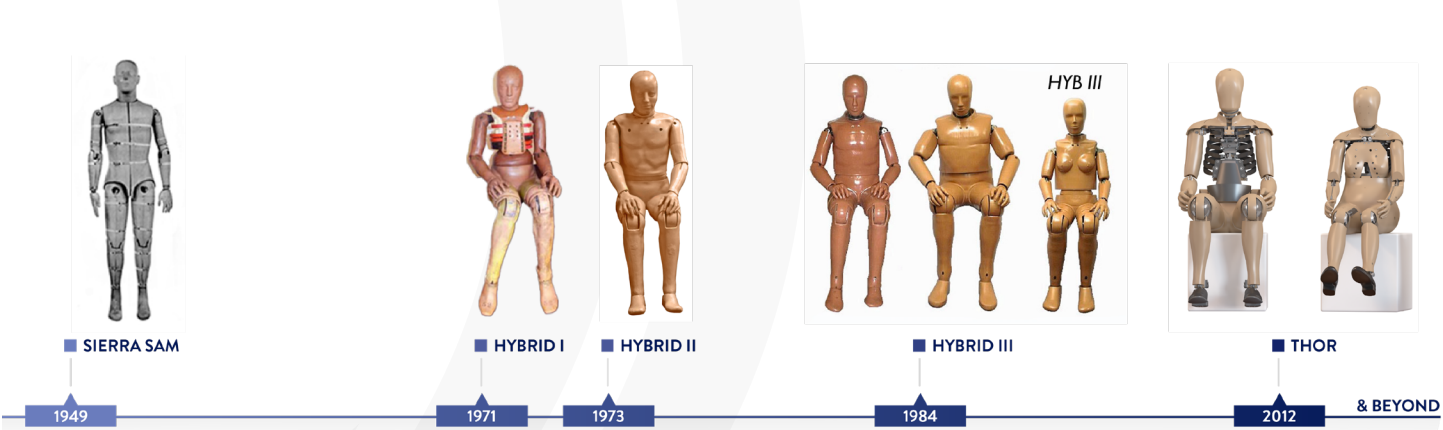 HYB III
SIERRA SAM
HYBRID I
HYBRID II
HYBRID III
THOR
1949
1971
1973
1984
2012
& BEYOND